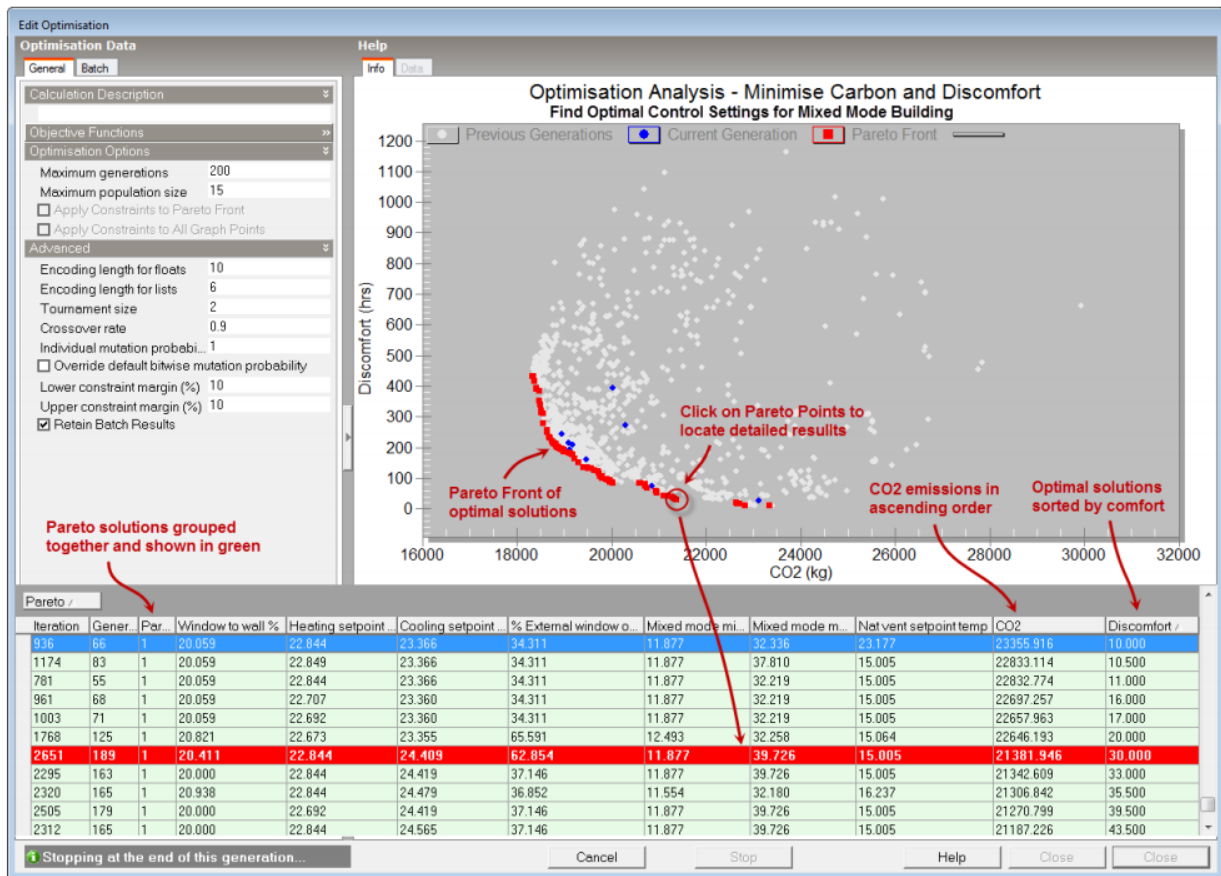 Edit Optimisation
Optimisation Data
General Batch
Calculation Description
Objective Functions
Optimisation Options
Maximum generations 200
Maximum population size 15
Apply Constraints to Pareto Front
Apply Constraints to All Graph Points
Advanced
Encoding length for floats 10
Encoding length for lists 6
Tournament size 2
Crossover rate 0.9
Individual mutation probabi... 1
Override default bitwise mutation probability
Lower constraint margin (%) 10
Upper constraint margin (%) 10
Retain Batch Results
Pareto solutions grouped
together and shown in green
Help
Info Data
Optimisation Analysis - Minimise Carbon and Discomfort
Find Optimal Control Settings for Mixed Mode Building
Previous Generations Current Generation Pareto Front
Discomfort (hrs)
1200
1100
1000
900
800
700
600
500
400
300
200
100
0
Click on Pareto Points to
locate detailed resuilts
Pareto Front of
optimal solutions
CO2 emissions in
ascending order
Optimal solutions
sorted by comfort
16000 18000 20000 22000 24000 26000 28000 30000 32000
CO2 (kg)
Pareto /
Iteration Gener... Par... Window to wall % Heating setpoint ... Cooling setpoint ... % External window o... Mixed mode mi... Mixed mode m... Nat vent setpoint temp CO2 Discomfort /
936 66 1 20.059 22.844 23.366 34.311 11.877 32.336 23.177 23355.916 10.000
1174 83 1 20.059 22.849 23.366 34.311 11.877 37.810 15.005 22833.114 10.500
781 55 1 20.059 22.844 23.366 34.311 11.877 32.219 15.005 22832.774 11.000
961 68 1 20.059 22.707 23.360 34.311 11.877 32.219 15.005 22697.257 16.000
1003 71 1 20.059 22.692 23.360 34.311 11.877 32.219 15.005 22657.963 17.000
1768 125 1 20.821 22.673 23.355 65.591 12.493 32.258 15.064 22646.193 20.000
2651 189 1 20.411 22.844 24.409 62.854 11.877 39.726 15.005 21381.946 30.000
2295 163 1 20.000 22.844 24.419 37.146 11.877 39.726 15.005 21342.609 33.000
2320 165 1 20.938 22.844 24.479 36.852 11.554 32.180 16.237 21306.842 35.500
2505 179 1 20.000 22.692 24.419 37.146 11.877 39.726 15.005 21270.799 39.500
2312 165 1 20.000 22.844 24.565 37.146 11.877 39.726 15.005 21187.226 43.500
Stopping at the end of this generation... Cancel Stop Help Close Close